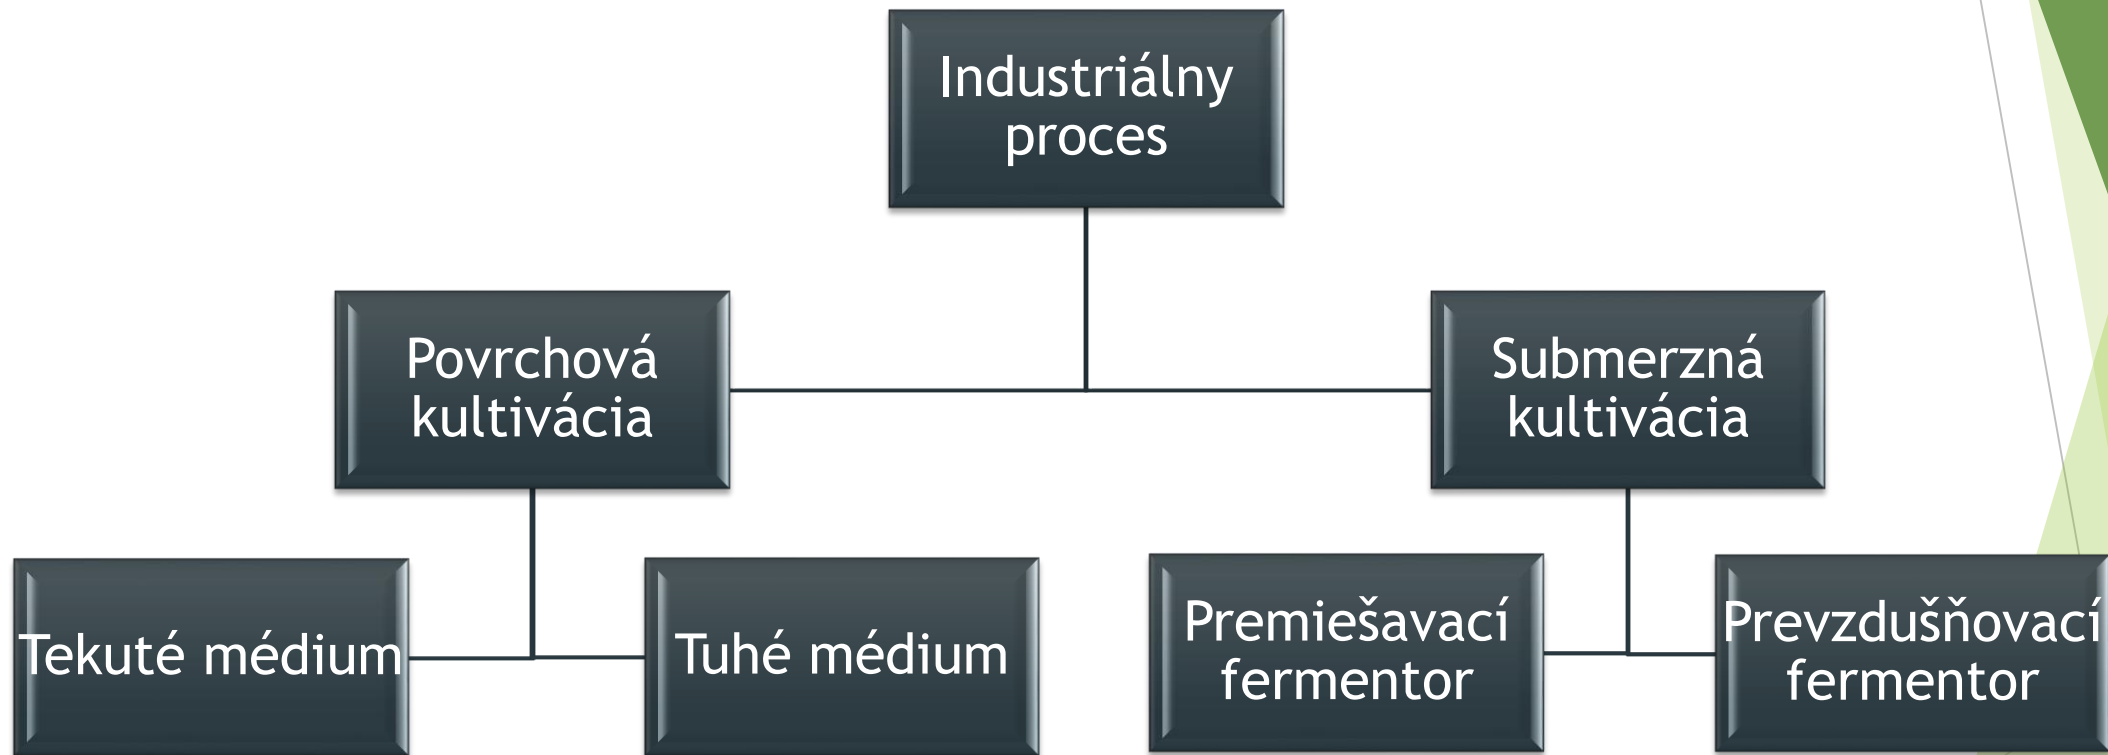 Industriálny
proces
Povrchová
kultivácia
Submerzná
kultivácia
Tekuté médium
Tuhé médium
Premiešavací
fermentor
Prevzdušňovací
fermentor